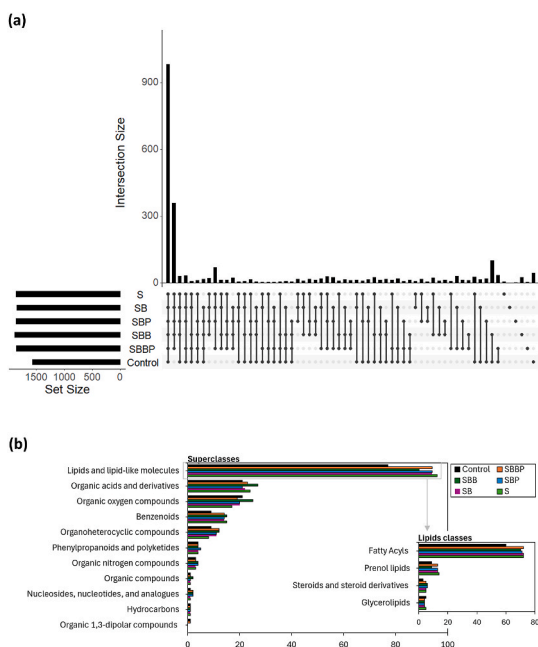 (a)
Intersection Size
900
600
300
0
S
SB
SBP
SBB
SBBP
Control
1500 1000 500 0
Set Size
(b)
Superclasses
Lipids and lipid-like molecules
Organic acids and derivatives
Organic oxygen compounds
Benzenoids
Organoheterocyclic compounds
Phenylpropanoids and polyketides
Organic nitrogen compounds
Organic compounds
Nucleosides, nucleotides, and analogues
Hydrocarbons
Organic 1,3-dipolar compounds
0 20 40 60 80 100
Control SBBP
SBB SBP
SB S
Lipids classes
Fatty Acyls
Prenol lipids
Steroids and steroid derivatives
Glycerolipids
0 20 40 60 80